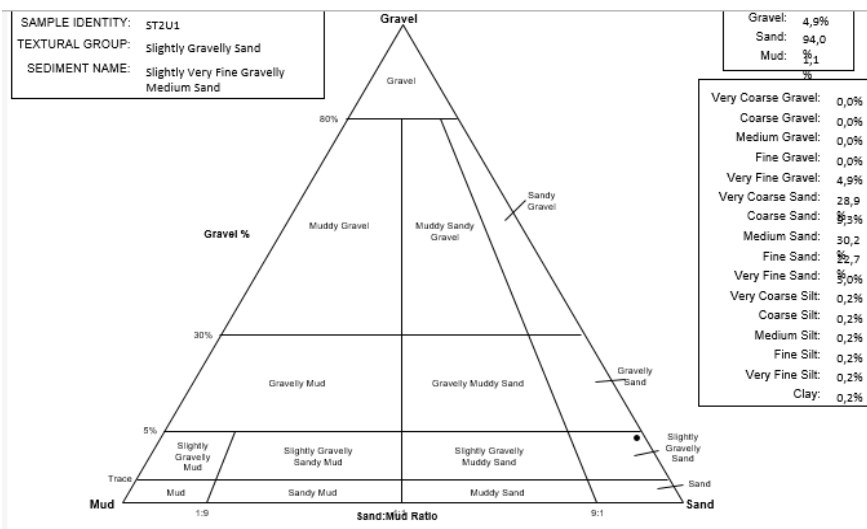 SAMPLE IDENTITY: ST2U1
TEXTURAL GROUP: Slightly Gravelly Sand
SEDIMENT NAME: Slightly Very Fine Gravelly
Medium Sand
Gravel: 4,9%
Sand: 94,0
%
Mud: 1,1
%
Very Coarse Gravel: 0,0%
Coarse Gravel: 0,0%
Medium Gravel: 0,0%
Fine Gravel: 0,0%
Very Fine Gravel: 4,9%
Very Coarse Sand: 28,9
%
Coarse Sand: 9,3%
Medium Sand: 30,2
%
Fine Sand: 22,7
%
Very Fine Sand: 3,0%
Very Coarse Silt: 0,2%
Coarse Silt: 0,2%
Medium Silt: 0,2%
Fine Silt: 0,2%
Very Fine Silt: 0,2%
Clay: 0,2%
Gravel
Gravel
80%
Sandy
Gravel
Muddy Gravel
Muddy Sandy
Gravel
Gravel %
30%
Gravelly
Sand
Gravelly Mud
Gravelly Muddy Sand
5%
Slightly
Gravelly
Mud
Slightly Gravelly
Sandy Mud
Slightly Gravelly
Muddy Sand
Slightly
Gravelly
Sand
Trace
Mud
Mud
Sandy Mud
Muddy Sand
Sand
Sand
1:9
9:1
Sand:Mud Ratio